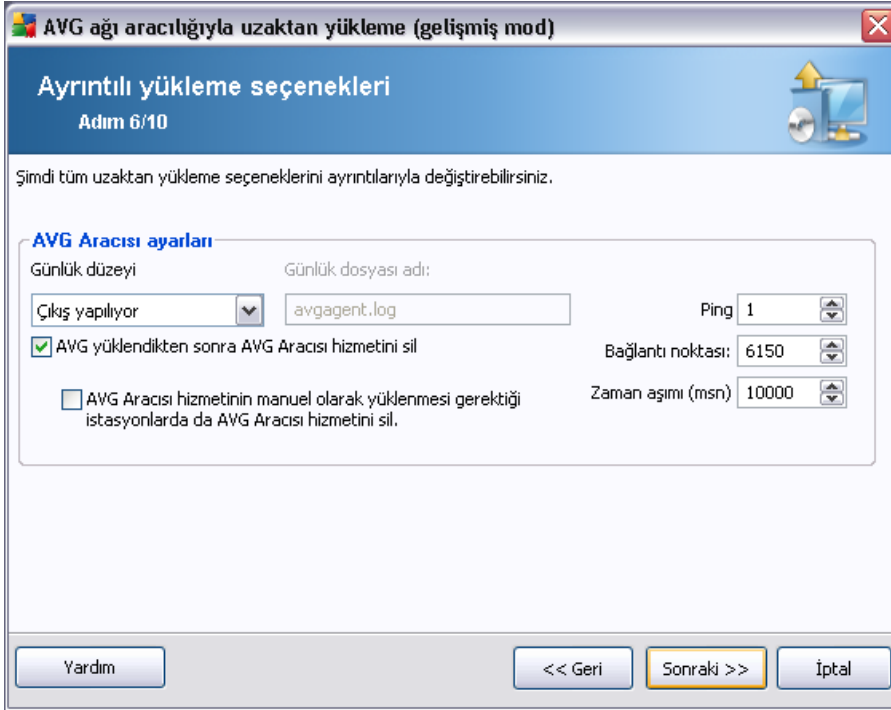 AVG ağı aracılığıyla uzaktan yükleme (gelişmiş mod)
Ayrıntılı yükleme seçenekleri
Adım 6/10
Şimdi tüm uzaktan yükleme seçeneklerini ayrıntılarıyla değiştirebilirsiniz.
AVG Aracısı ayarları
Günlük düzeyi
Günlük dosyası adı:
Çıkış yapılıyor
avgagent.log
Ping 1
AVG yüklendikten sonra AVG Aracısı hizmetini sil
Bağlantı noktası: 6150
AVG Aracısı hizmetinin manuel olarak yüklenmesi gerektiği
istasyonlarda da AVG Aracısı hizmetini sil.
Zaman aşımı (msn) 10000
Yardım
<< Geri
Sonraki >>
İptal